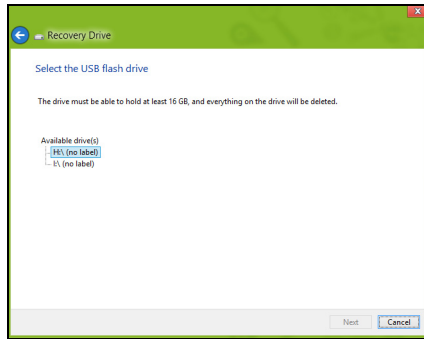 Recovery Drive
Select the USB flash drive
The drive must be able to hold at least 16 GB, and everything on the drive will be deleted.
Available drive(s)
H:\ (no label)
I:\ (no label)
Next Cancel